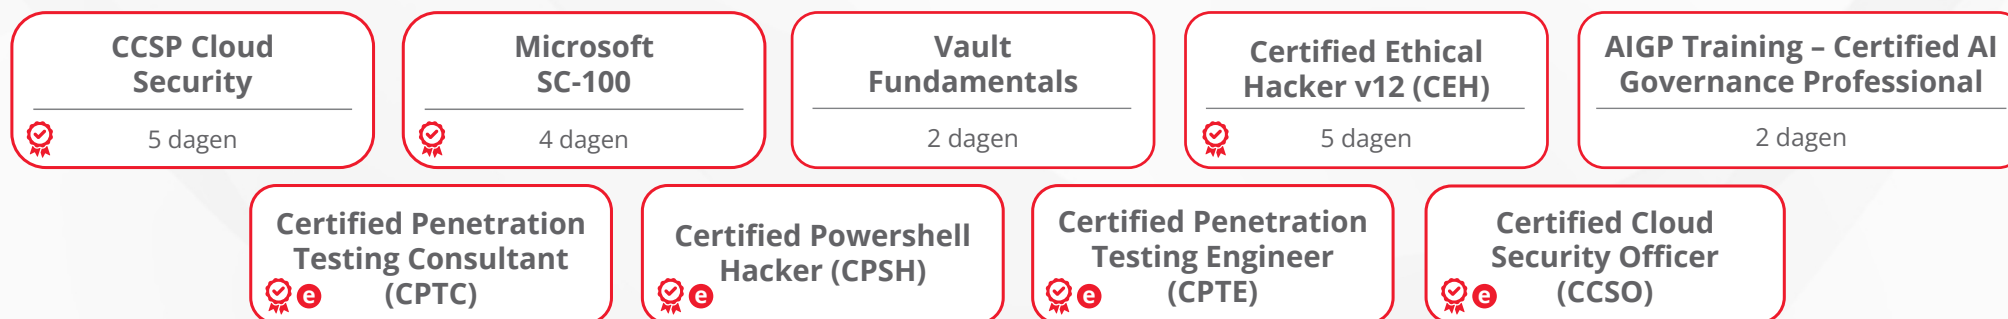 CCSP Cloud
Security
5 dagen
Microsoft
SC-100
4 dagen
Vault
Fundamentals
2 dagen
Certified Ethical
Hacker v12 (CEH)
5 dagen
AIGP Training – Certified AI
Governance Professional
2 dagen
Certified Penetration
Testing Consultant
(CPTC)
e
Certified Powershell
Hacker (CPSH)
e
Certified Penetration
Testing Engineer
(CPTE)
e
Certified Cloud
Security Officer
(CCSO)
e